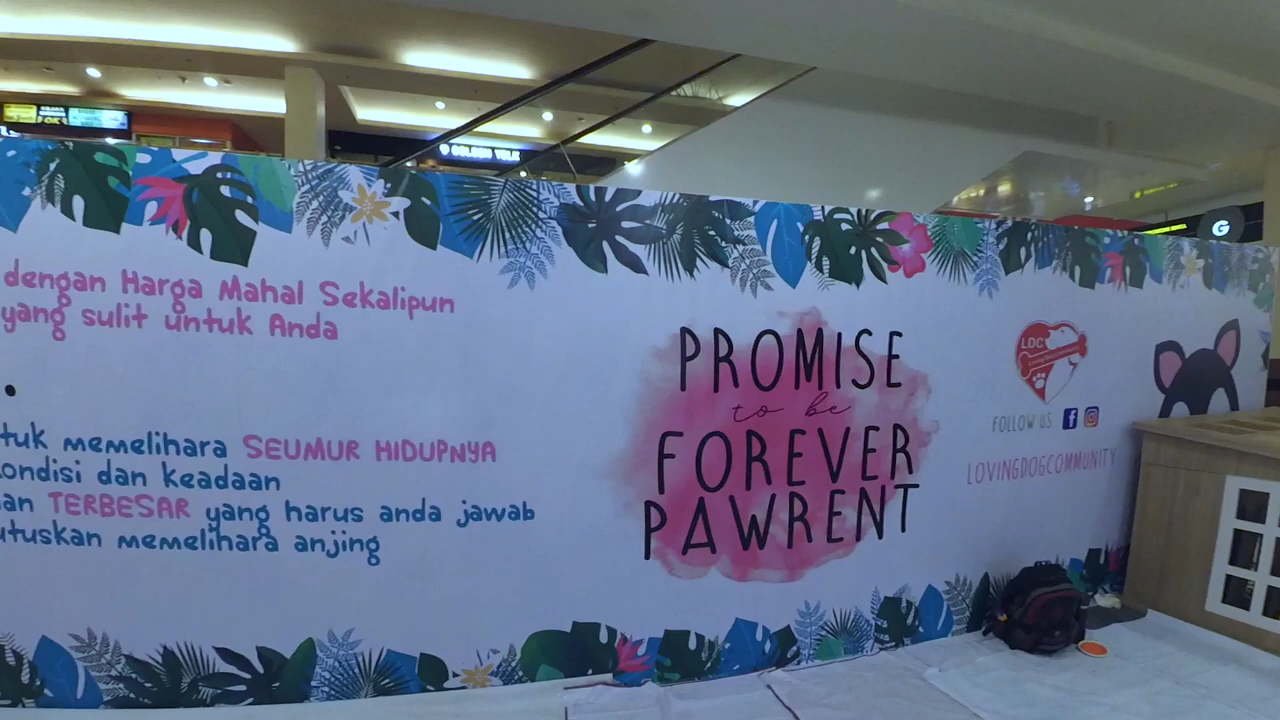 dengan Harga Mahal Sekalipun
yang sulit untuk Anda
tuk memelihara SEUMUR HIDUPNYA
ondisi dan keadaan
an TERBESAR yang harus anda jawab
utuskan memelihara anjing
PROMISE
to be
FOREVER
PAWRENT
LDC
FOLLOW US
LOVINGDOGCOMMUNITY
G